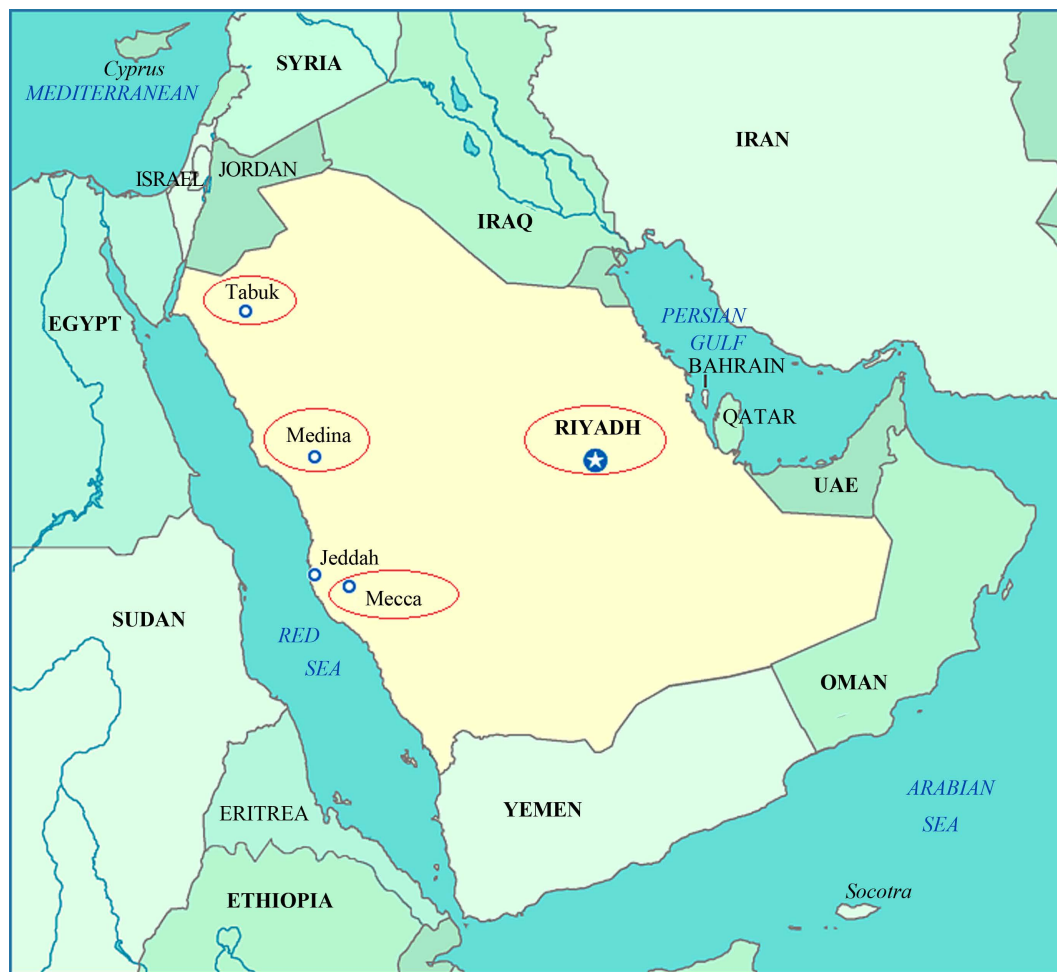 Cyprus
MEDITERRANEAN
SYRIA
IRAN
ISRAEL
JORDAN
IRAQ
Tabuk
EGYPT
PERSIAN
GULF
BAHRAIN
QATAR
Medina
RIYADH
UAE
Jeddah
Mecca
SUDAN
RED
SEA
OMAN
ERITREA
YEMEN
ARABIAN
SEA
ETHIOPIA
Socotra